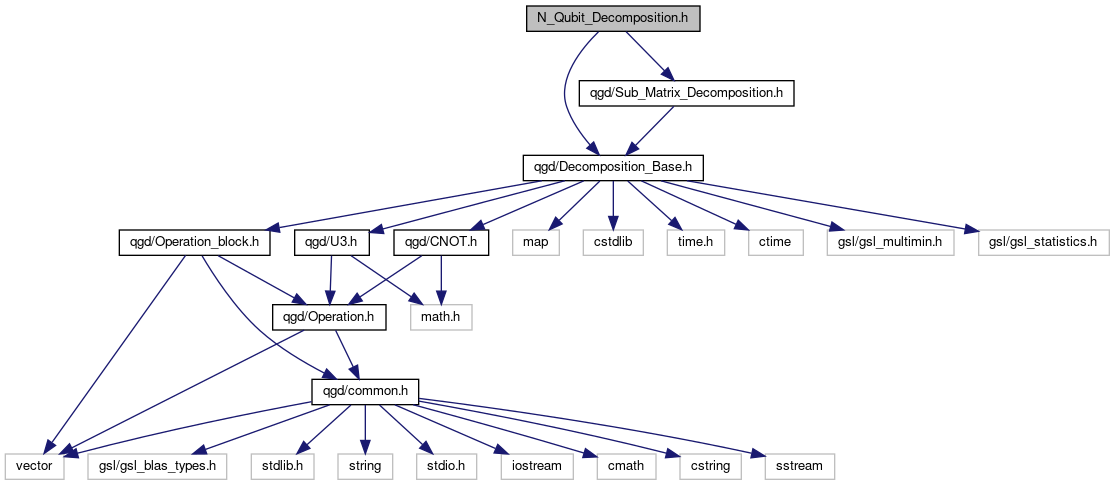 N_Qubit_Decomposition.h
qgd/Sub_Matrix_Decomposition.h
qgd/Decomposition_Base.h
qgd/Operation_block.h
qgd/U3.h
qgd/CNOT.h
map
cstdlib
time.h
ctime
gsl/gsl_multimin.h
gsl/gsl_statistics.h
qgd/Operation.h
math.h
qgd/common.h
vector
gsl/gsl_blas_types.h
stdlib.h
string
stdio.h
iostream
cmath
cstring
sstream